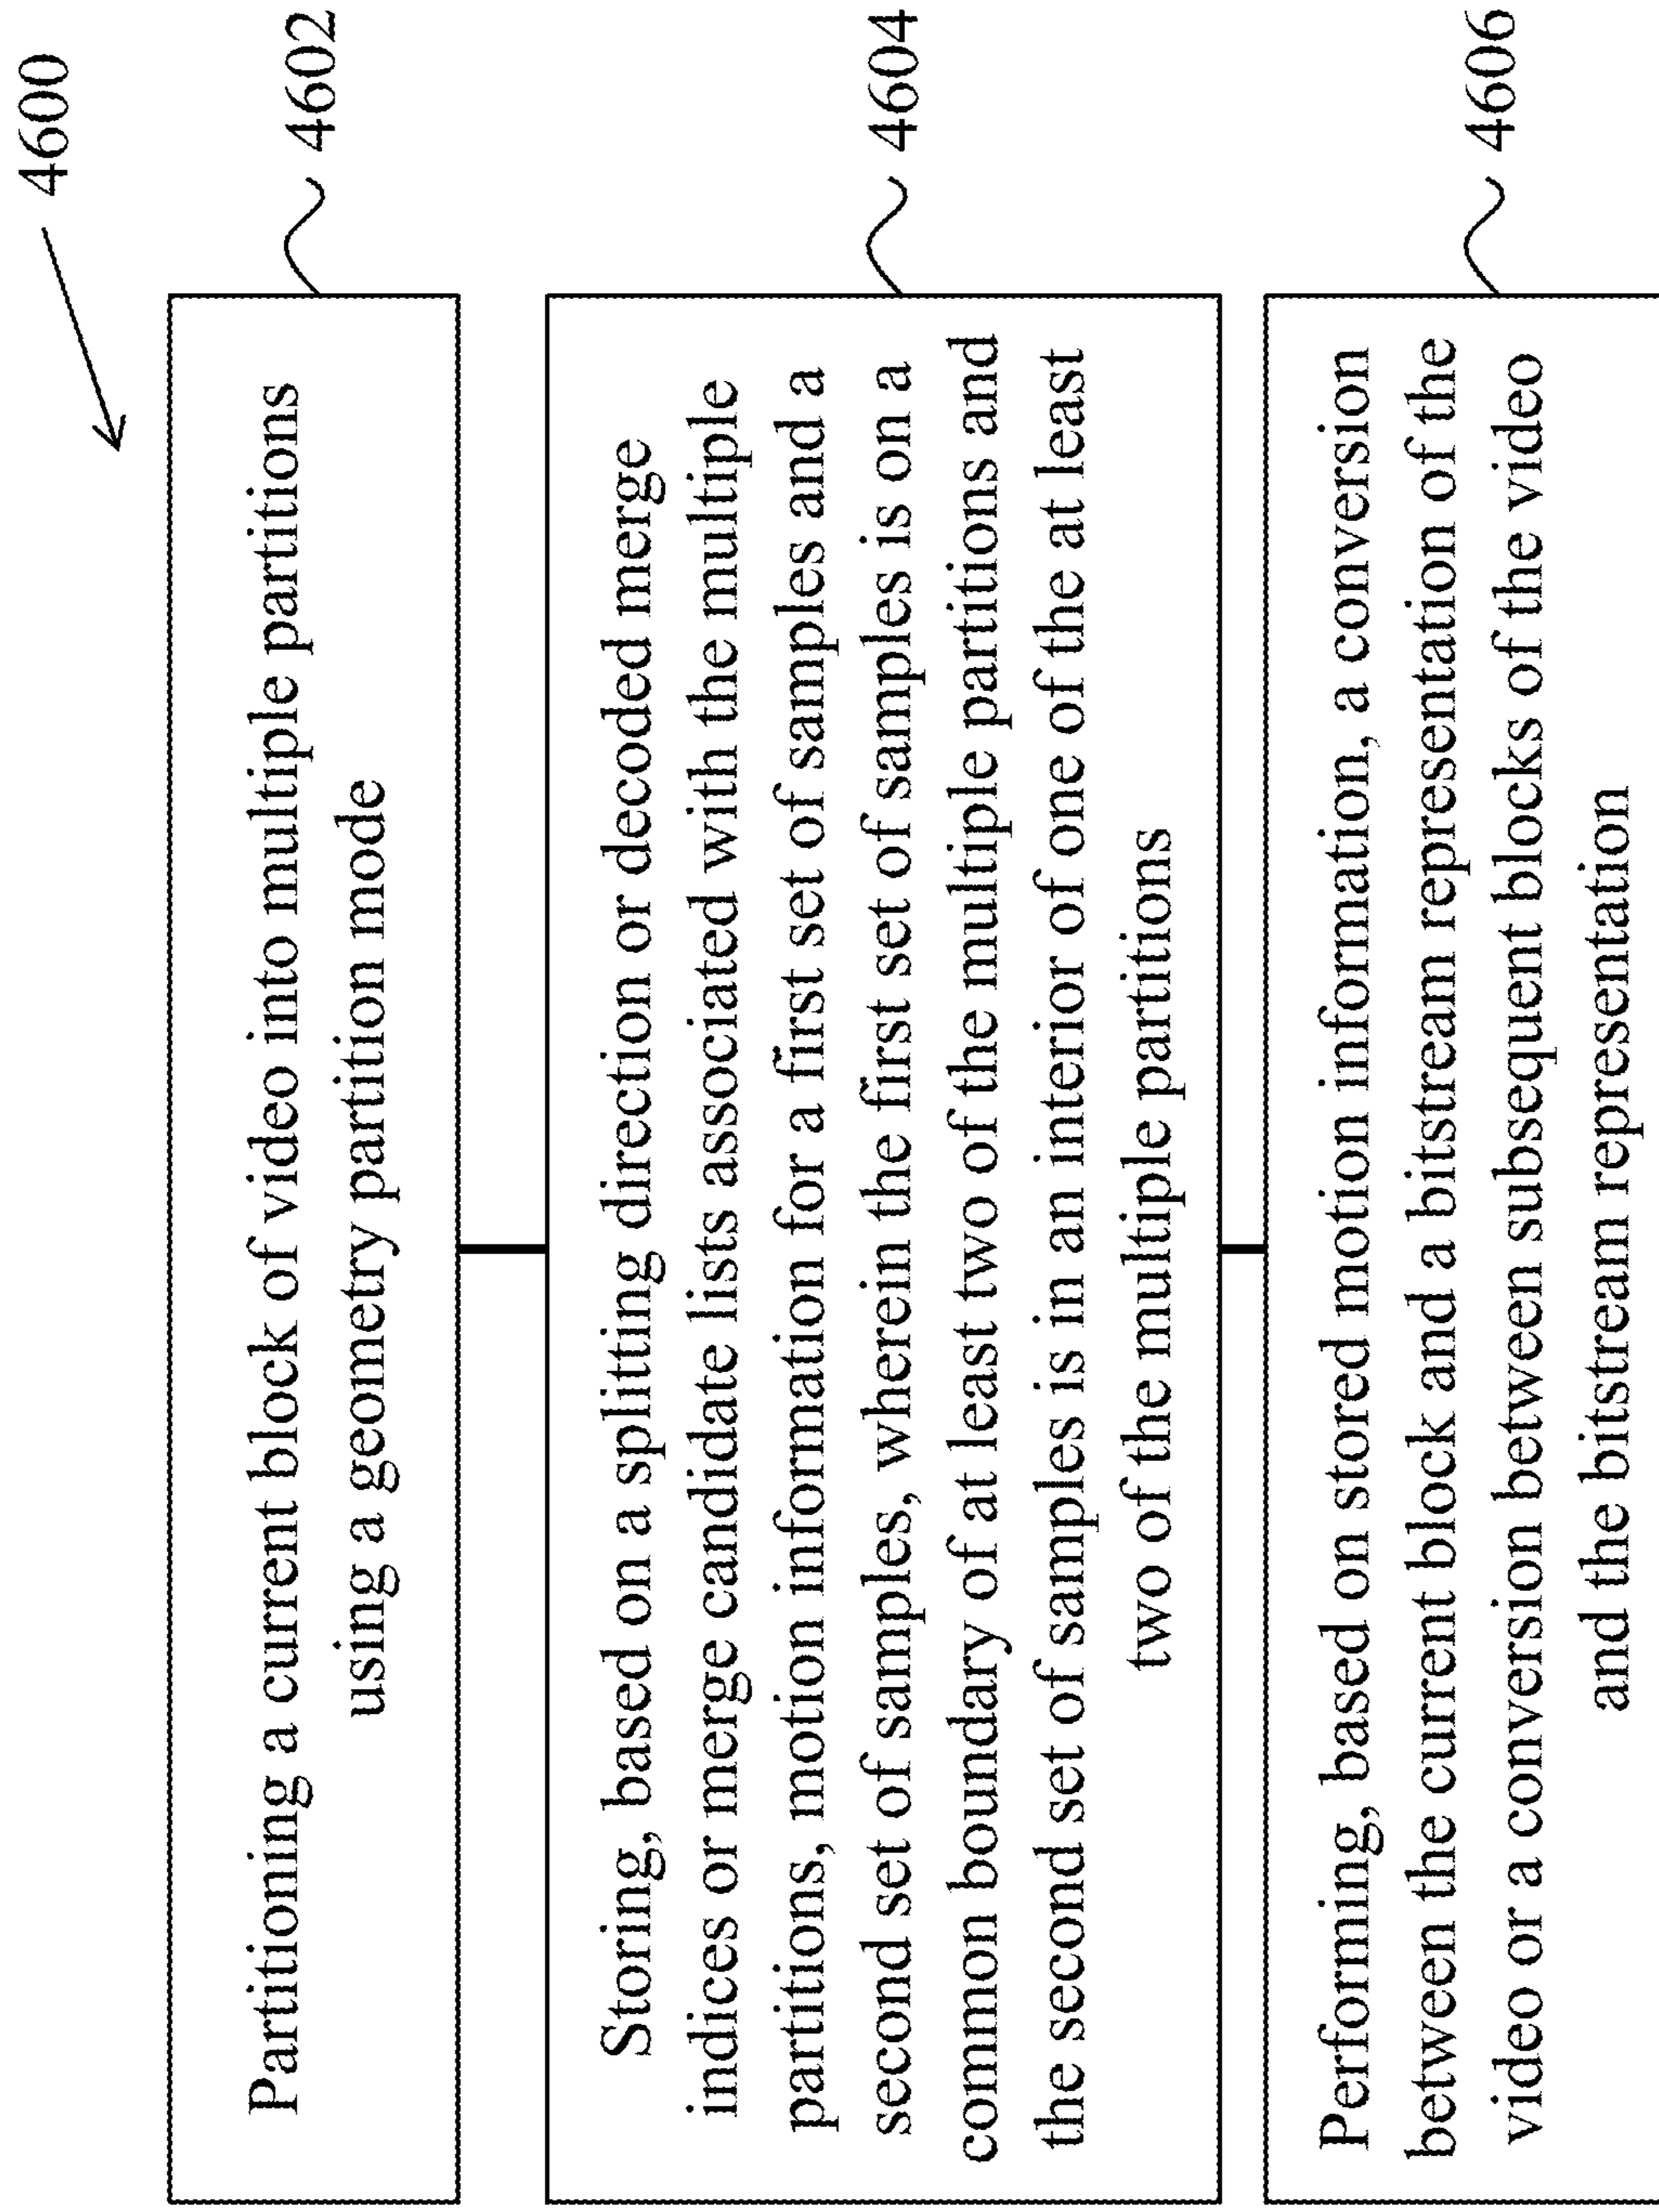 4600
Partitioning a current block of video into multiple partitions
using a geometry partition mode
4602
Storing, based on a splitting direction or decoded merge
indices or merge candidate lists associated with the multiple
partitions, motion information for a first set of samples and a
second set of samples, wherein the first set of samples is on a
common boundary of at least two of the multiple partitions and
the second set of samples is in an interior of one of the at least
two of the multiple partitions
4604
Performing, based on stored motion information, a conversion
between the current block and a bitstream representation of the
video or a conversion between subsequent blocks of the video
and the bitstream representation
4606